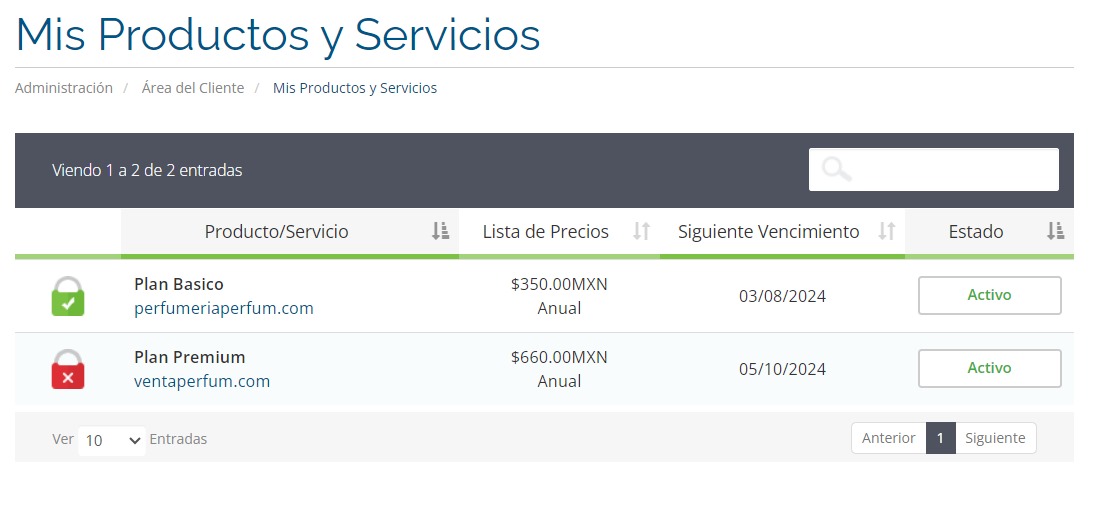 Mis Productos y Servicios
Administración / Área del Cliente / Mis Productos y Servicios
Viendo 1 a 2 de 2 entradas
Producto/Servicio Lista de Precios Siguiente Vencimiento Estado
Plan Basico $350.00MXN
perfumeriaperfum.com Anual 03/08/2024 Activo
Plan Premium $660.00MXN
ventaperfum.com Anual 05/10/2024 Activo
Ver 10 Entradas Anterior 1 Siguiente